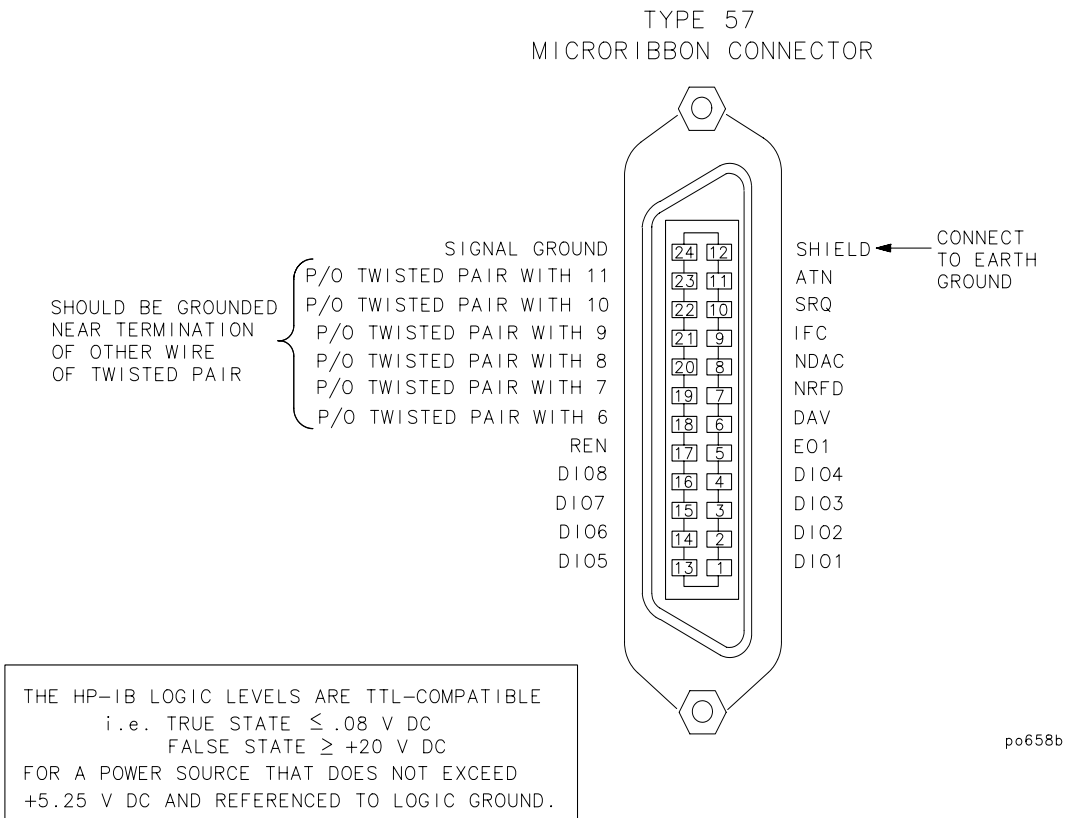 TYPE 57
MICRORIBBON CONNECTOR
SIGNAL GROUND 24 12 SHIELD
P/O TWISTED PAIR WITH 11 23 11 ATN
P/O TWISTED PAIR WITH 10 22 10 SRQ
P/O TWISTED PAIR WITH 9 21 9 IFC
P/O TWISTED PAIR WITH 8 20 8 NDAC
P/O TWISTED PAIR WITH 7 19 7 NRFD
P/O TWISTED PAIR WITH 6 18 6 DAV
REN 17 5 EO1
DIO8 16 4 DIO4
DIO7 15 3 DIO3
DIO6 14 2 DIO2
DIO5 13 1 DIO1
CONNECT
TO EARTH
GROUND
SHOULD BE GROUNDED
NEAR TERMINATION
OF OTHER WIRE
OF TWISTED PAIR
THE HP-IB LOGIC LEVELS ARE TTL-COMPATIBLE
i.e. TRUE STATE ≤ .08 V DC
FALSE STATE ≥ +20 V DC
FOR A POWER SOURCE THAT DOES NOT EXCEED
+5.25 V DC AND REFERENCED TO LOGIC GROUND.
po658b